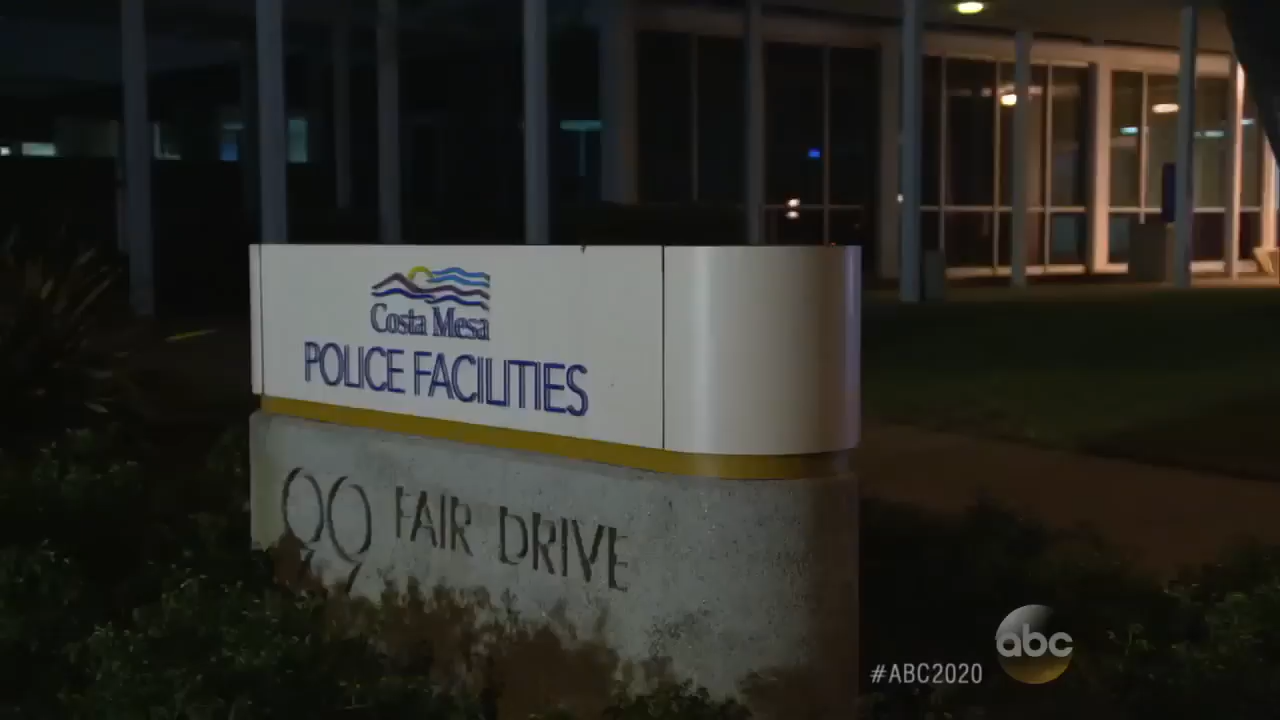 Costa Mesa
POLICE FACILITIES
99 FAIR DRIVE
#ABC2020
abc